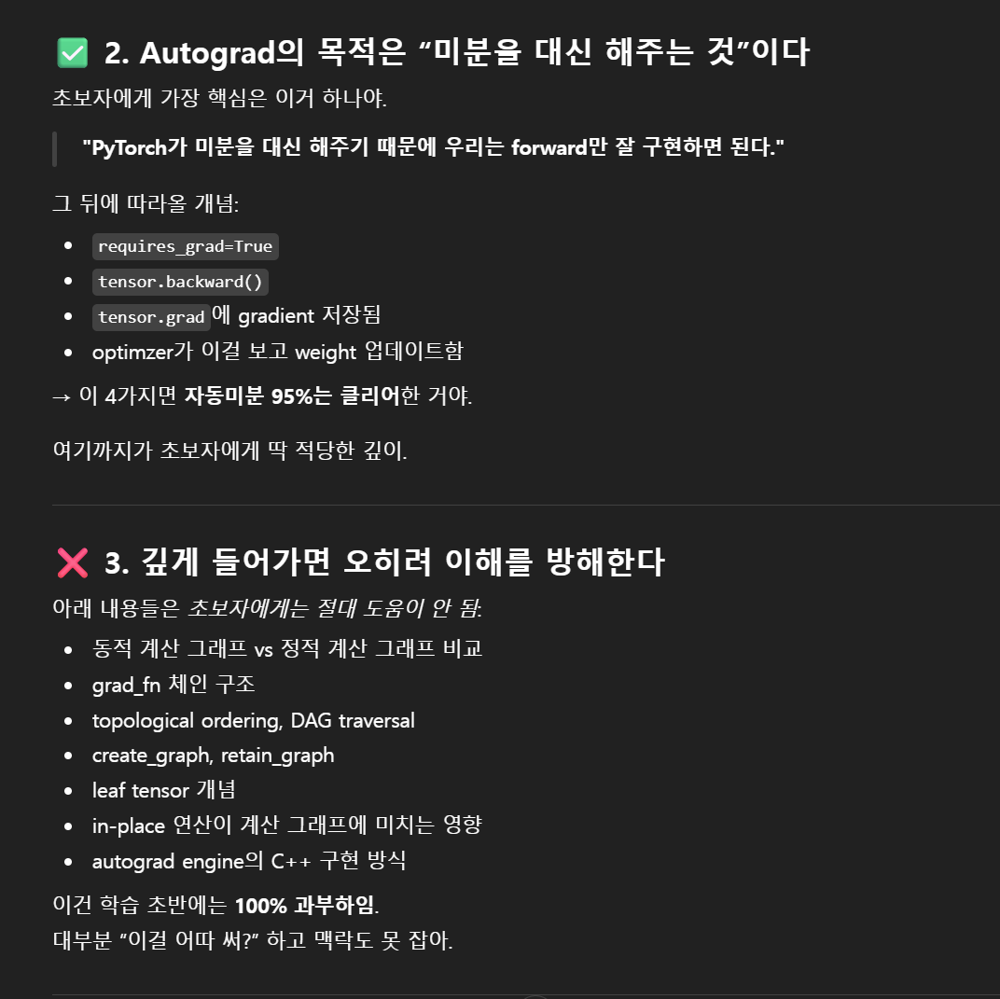 ✅ 2. Autograd의 목적은 “미분을 대신 해주는 것”이다
초보자에게 가장 핵심은 이거 하나야.
"PyTorch가 미분을 대신 해주기 때문에 우리는 forward만 잘 구현하면 된다."
그 뒤에 따라올 개념:
• requires_grad=True
• tensor.backward()
• tensor.grad에 gradient 저장됨
• optimzer가 이걸 보고 weight 업데이트함
→ 이 4가지면 자동미분 95%는 클리어한 거야.
여기까지가 초보자에게 딱 적당한 깊이.
❌ 3. 깊게 들어가면 오히려 이해를 방해한다
아래 내용들은 초보자에게는 절대 도움이 안 됨:
• 동적 계산 그래프 vs 정적 계산 그래프 비교
• grad_fn 체인 구조
• topological ordering, DAG traversal
• create_graph, retain_graph
• leaf tensor 개념
• in-place 연산이 계산 그래프에 미치는 영향
• autograd engine의 C++ 구현 방식
이건 학습 초반에는 100% 과부하임.
대부분 “이걸 어따 써?” 하고 맥락도 못 잡아.